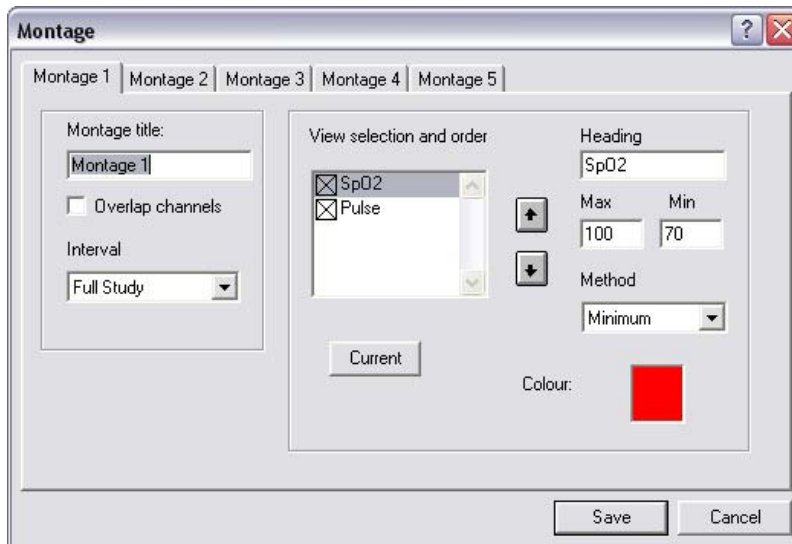 Montage
Montage 1 Montage 2 Montage 3 Montage 4 Montage 5
Montage title:
Montage 1
Overlap channels
Interval
Full Study
View selection and order
SpO2
Pulse
Current
Heading
SpO2
Max Min
100 70
Method
Minimum
Colour:
Save Cancel